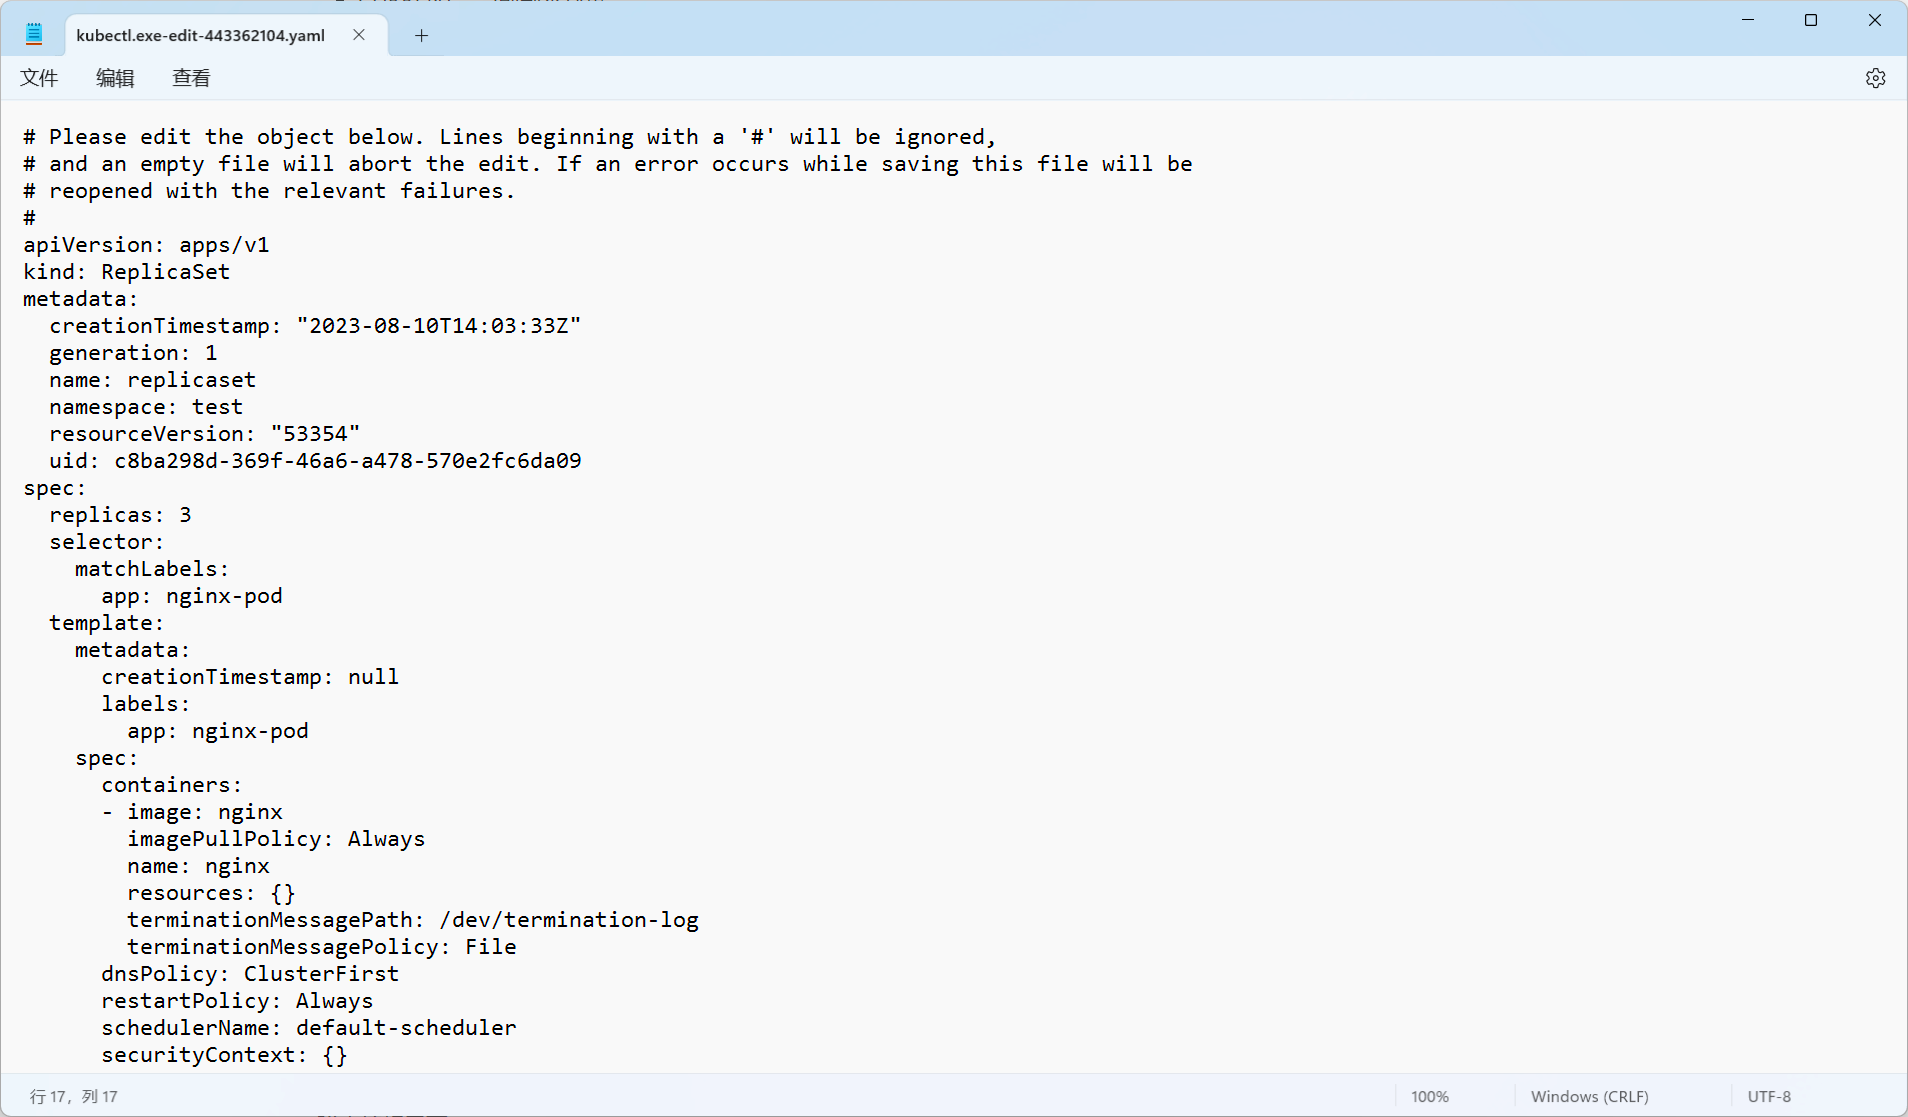 kubectl.exe-edit-443362104.yaml
文件 编辑 查看
# Please edit the object below. Lines beginning with a '#' will be ignored,
# and an empty file will abort the edit. If an error occurs while saving this file will be
# reopened with the relevant failures.
#
apiVersion: apps/v1
kind: ReplicaSet
metadata:
  creationTimestamp: "2023-08-10T14:03:33Z"
  generation: 1
  name: replicaset
  namespace: test
  resourceVersion: "53354"
  uid: c8ba298d-369f-46a6-a478-570e2fc6da09
spec:
  replicas: 3
  selector:
    matchLabels:
      app: nginx-pod
  template:
    metadata:
      creationTimestamp: null
      labels:
        app: nginx-pod
    spec:
      containers:
      - image: nginx
        imagePullPolicy: Always
        name: nginx
        resources: {}
        terminationMessagePath: /dev/termination-log
        terminationMessagePolicy: File
      dnsPolicy: ClusterFirst
      restartPolicy: Always
      schedulerName: default-scheduler
      securityContext: {}
行 17，列 17 100% Windows (CRLF) UTF-8